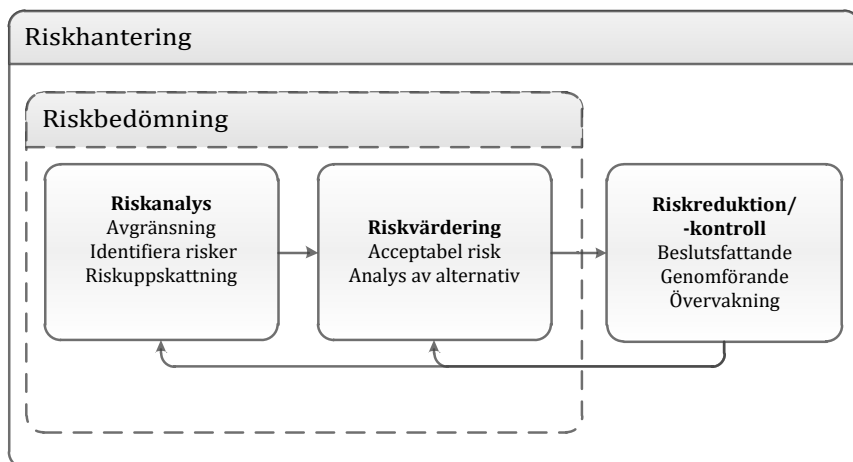 Riskhantering
Riskbedömning
Riskanalys
Avgränsning
Identifiera risker
Riskuppskattning
Riskvärdering
Acceptabel risk
Analys av alternativ
Riskreduktion/
-kontroll
Beslutsfattande
Genomförande
Övervakning